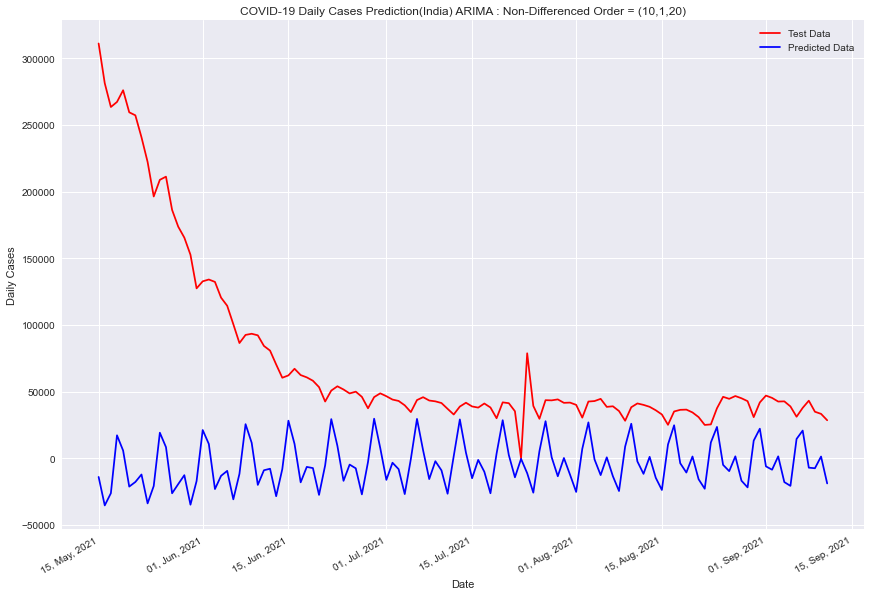 COVID-19 Daily Cases Prediction(India) ARIMA : Non-Differenced Order = (10,1,20)
Test Data
Predicted Data
300000
250000
200000
150000
100000
50000
0
−50000
Daily Cases
15, May, 2021
01, Jun, 2021
15, Jun, 2021
01, Jul, 2021
15, Jul, 2021
01, Aug, 2021
15, Aug, 2021
01, Sep, 2021
15, Sep, 2021
Date